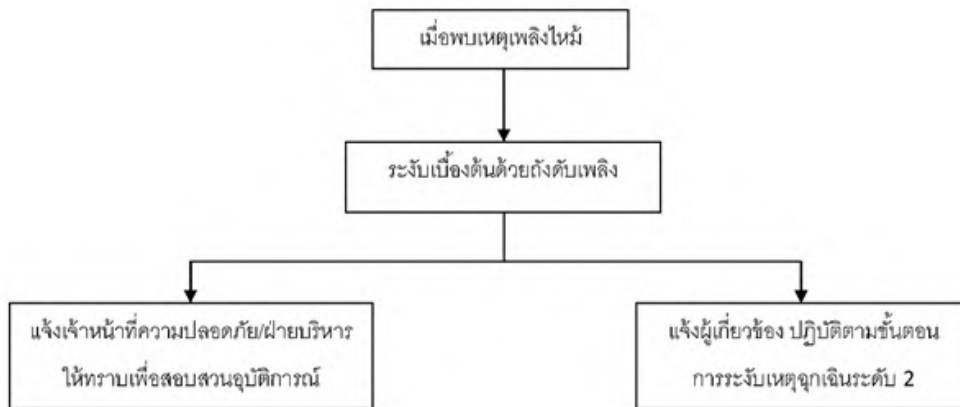 เมื่อพบเหตุเพลิงไหม้
ระงับเบื้องต้นด้วยถังดับเพลิง
แจ้งเจ้าหน้าที่ความปลอดภัย/ฝ่ายบริหาร
ให้ทราบเพื่อสอบสวนอุบัติการณ์
แจ้งผู้เกี่ยวข้อง ปฏิบัติตามขั้นตอน
การระงับเหตุฉุกเฉินระดับ 2